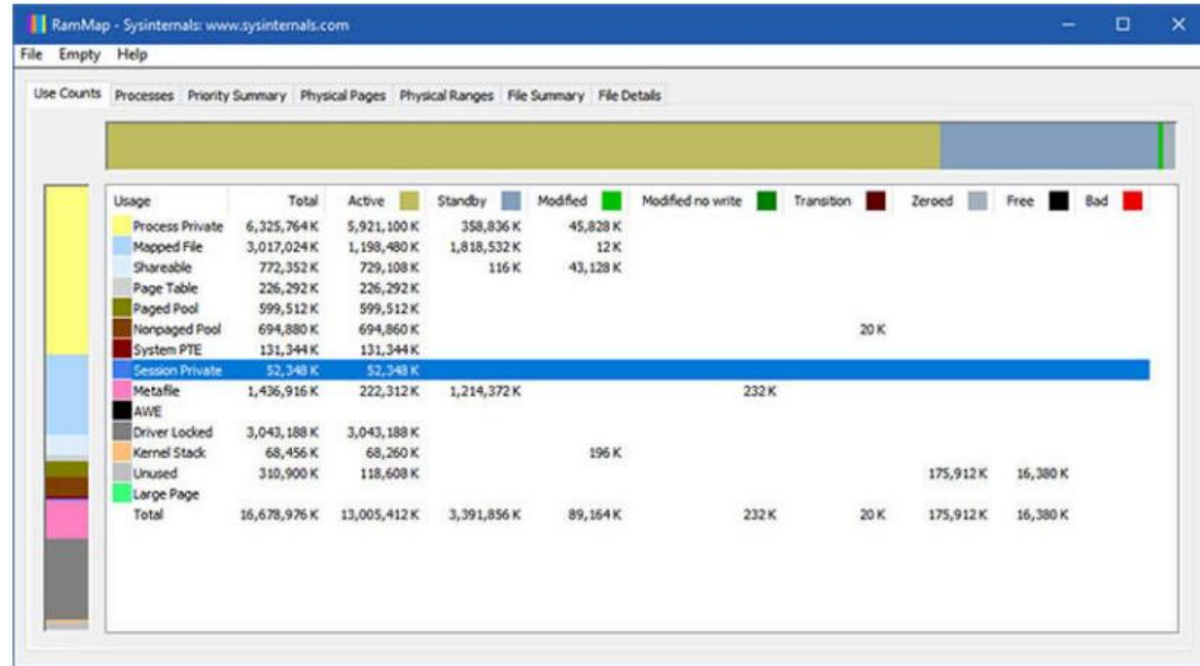 RamMap - Sysinternals: www.sysinternals.com
File Empty Help
Use Counts Processes Priority Summary Physical Pages Physical Ranges File Summary File Details
Usage Total Active Standby Modified Modified no write Transition Zeroed Free Bad
Process Private 6,325,764 K 5,921,100 K 358,836 K 45,828 K
Mapped File 3,017,024 K 1,198,480 K 1,818,532 K 12 K
Shareable 772,352 K 729,108 K 116 K 43,128 K
Page Table 226,292 K 226,292 K
Paged Pool 599,512 K 599,512 K
Nonpaged Pool 694,880 K 694,860 K 20 K
System PTE 131,344 K 131,344 K
Session Private 52,348 K 52,348 K
Metafile 1,436,916 K 222,312 K 1,214,372 K 232 K
AWE
Driver Locked 3,043,188 K 3,043,188 K
Kernel Stack 68,456 K 68,260 K 196 K
Unused 310,900 K 118,608 K 175,912 K 16,380 K
Large Page
Total 16,678,976 K 13,005,412 K 3,391,856 K 89,164 K 232 K 20 K 175,912 K 16,380 K